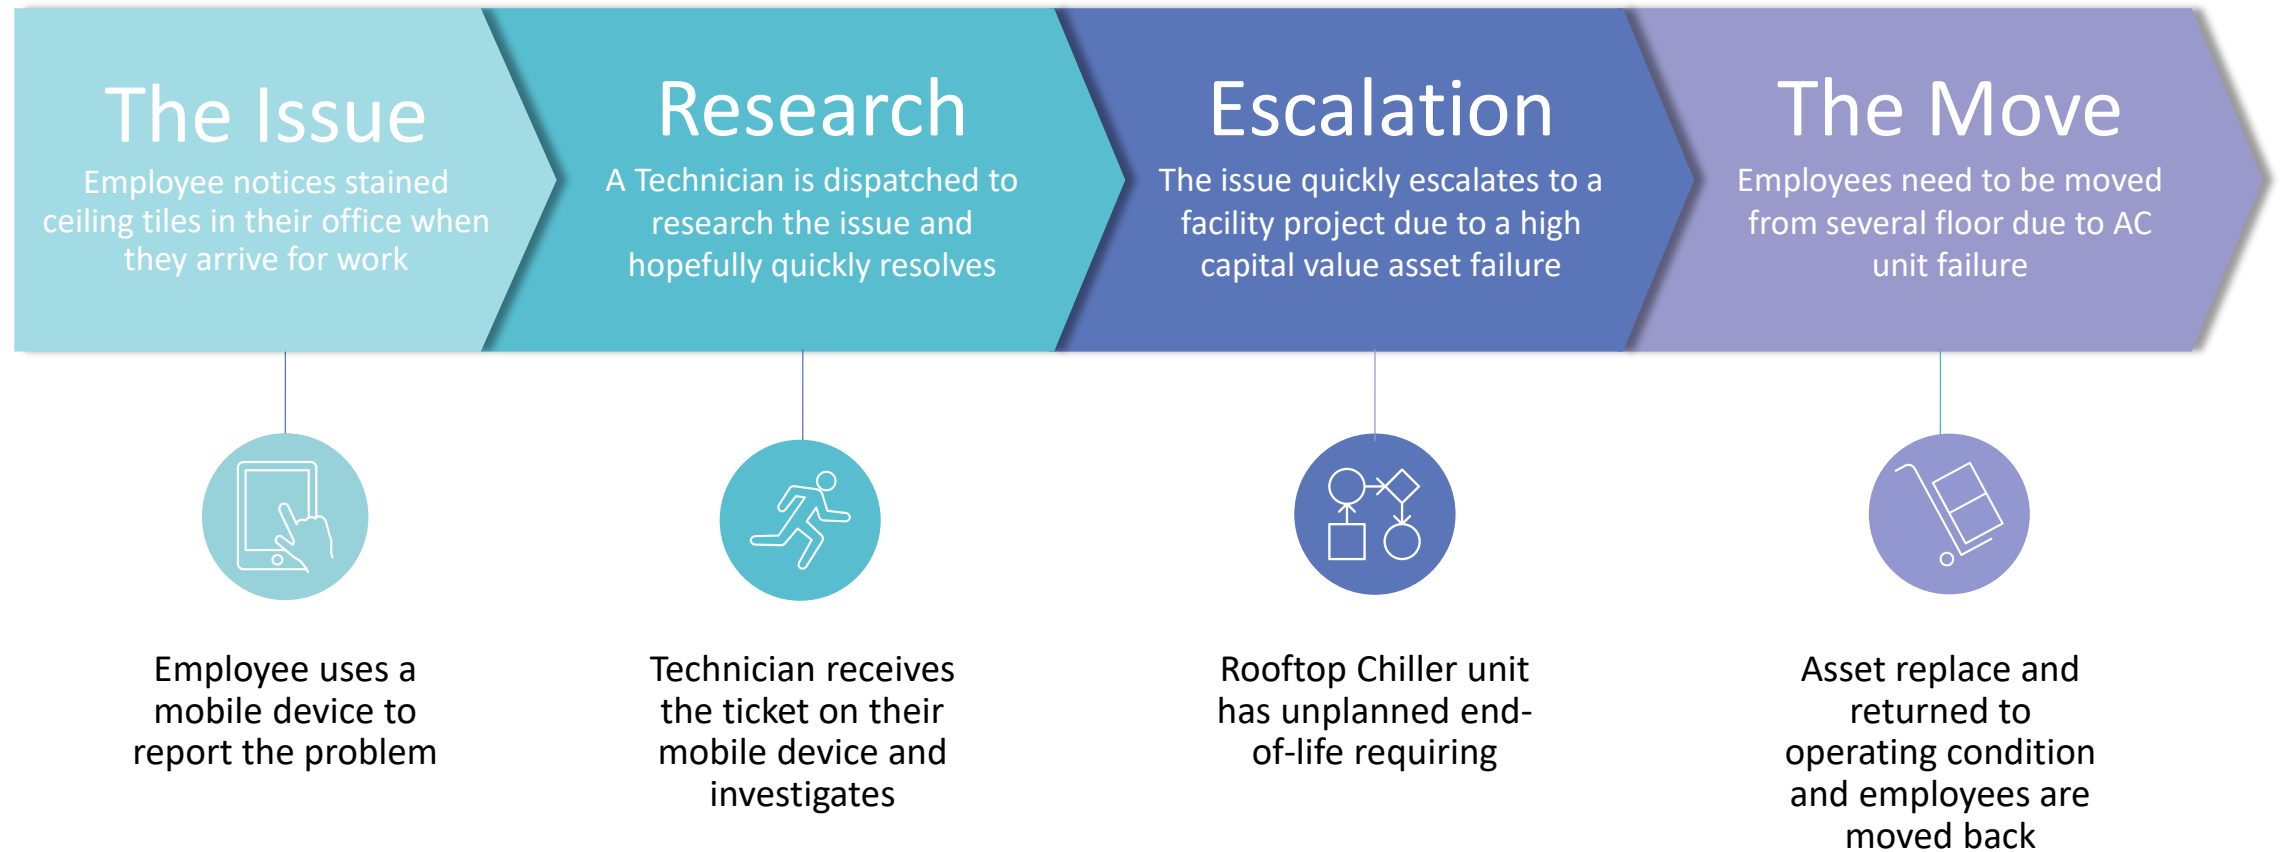 The Issue
Employee notices stained
ceiling tiles in their office when
they arrive for work
Research
A Technician is dispatched to
research the issue and
hopefully quickly resolves
Escalation
The issue quickly escalates to a
facility project due to a high
capital value asset failure
The Move
Employees need to be moved
from several floor due to AC
unit failure
Employee uses a
mobile device to
report the problem
Technician receives
the ticket on their
mobile device and
investigates
Rooftop Chiller unit
has unplanned end-
of-life requiring
Asset replace and
returned to
operating condition
and employees are
moved back